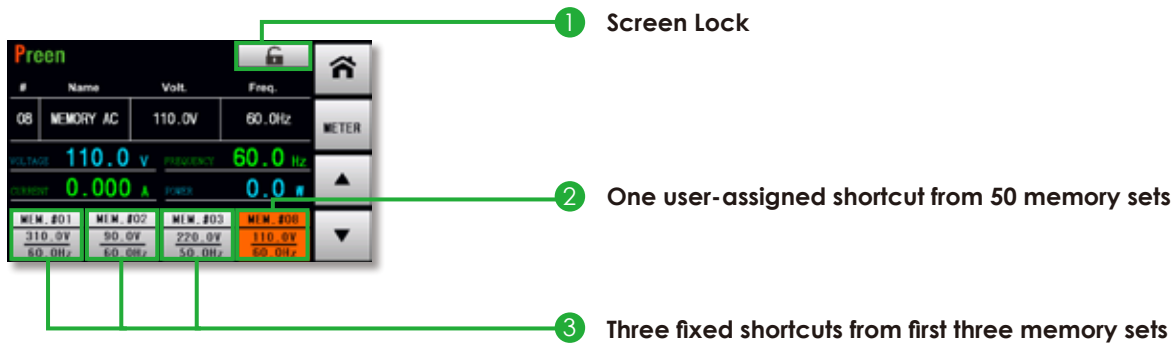 1 Screen Lock
Preen
# Name Volt. Freq.
08 MEMORY AC 110.0V 60.0Hz
METER
VOLTAGE 110.0 V FREQUENCY 60.0 Hz
CURRENT 0.000 A POWER 0.0 W
2 One user-assigned shortcut from 50 memory sets
MEM.#01 MEM.#02 MEM.#03 MEM.#08
310.0V 90.0V 220.0V 110.0V
60.0Hz 60.0Hz 50.0Hz 60.0Hz
3 Three fixed shortcuts from first three memory sets